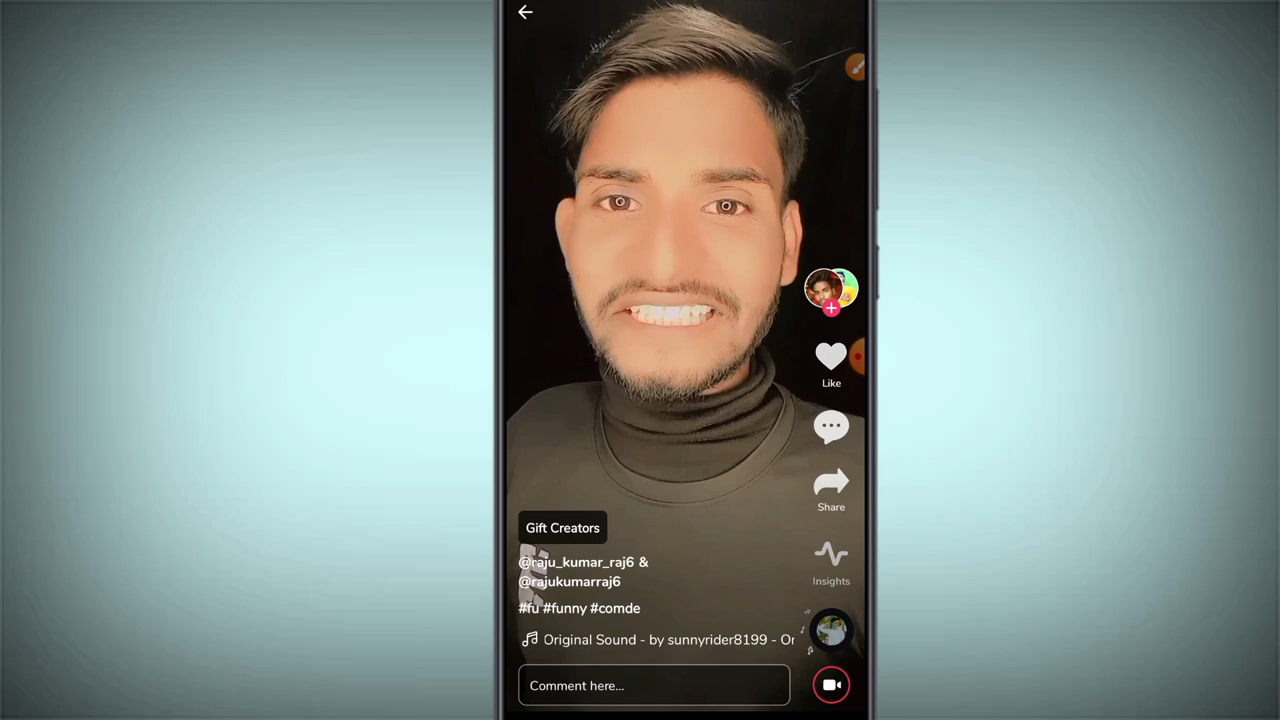 Like
Share
Gift Creators
@raju_kumar_raj6 &
@rajukumarraj6
Insights
#fu #funny #comde
Original Sound - by sunnyrider8199 - Or
Comment here...